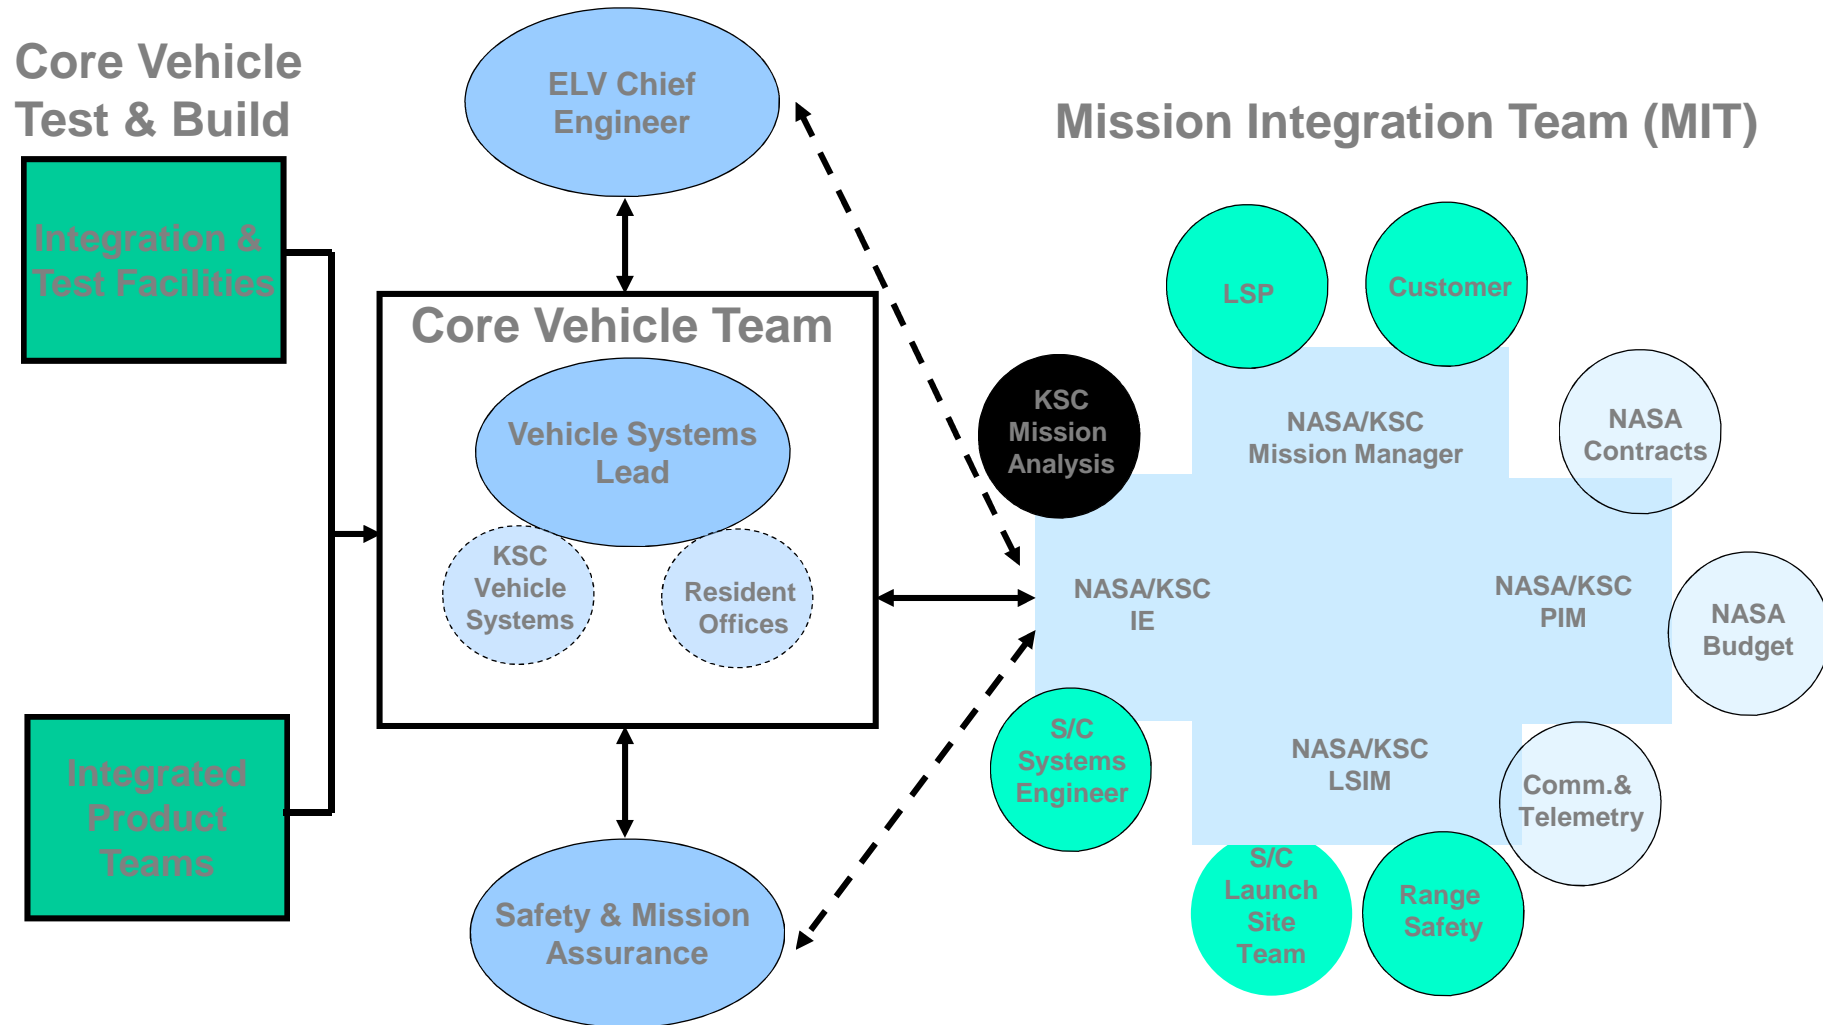 Core Vehicle
Test & Build
Integration &
Test Facilities
Integrated
Product
Teams
ELV Chief
Engineer
Core Vehicle Team
Vehicle Systems
Lead
KSC
Vehicle
Systems
Resident
Offices
Safety & Mission
Assurance
Mission Integration Team (MIT)
LSP
Customer
KSC
Mission
Analysis
NASA/KSC
Mission Manager
NASA
Contracts
NASA/KSC
IE
NASA/KSC
PIM
NASA
Budget
S/C
Systems
Engineer
NASA/KSC
LSIM
Comm.&
Telemetry
S/C
Launch
Site
Team
Range
Safety